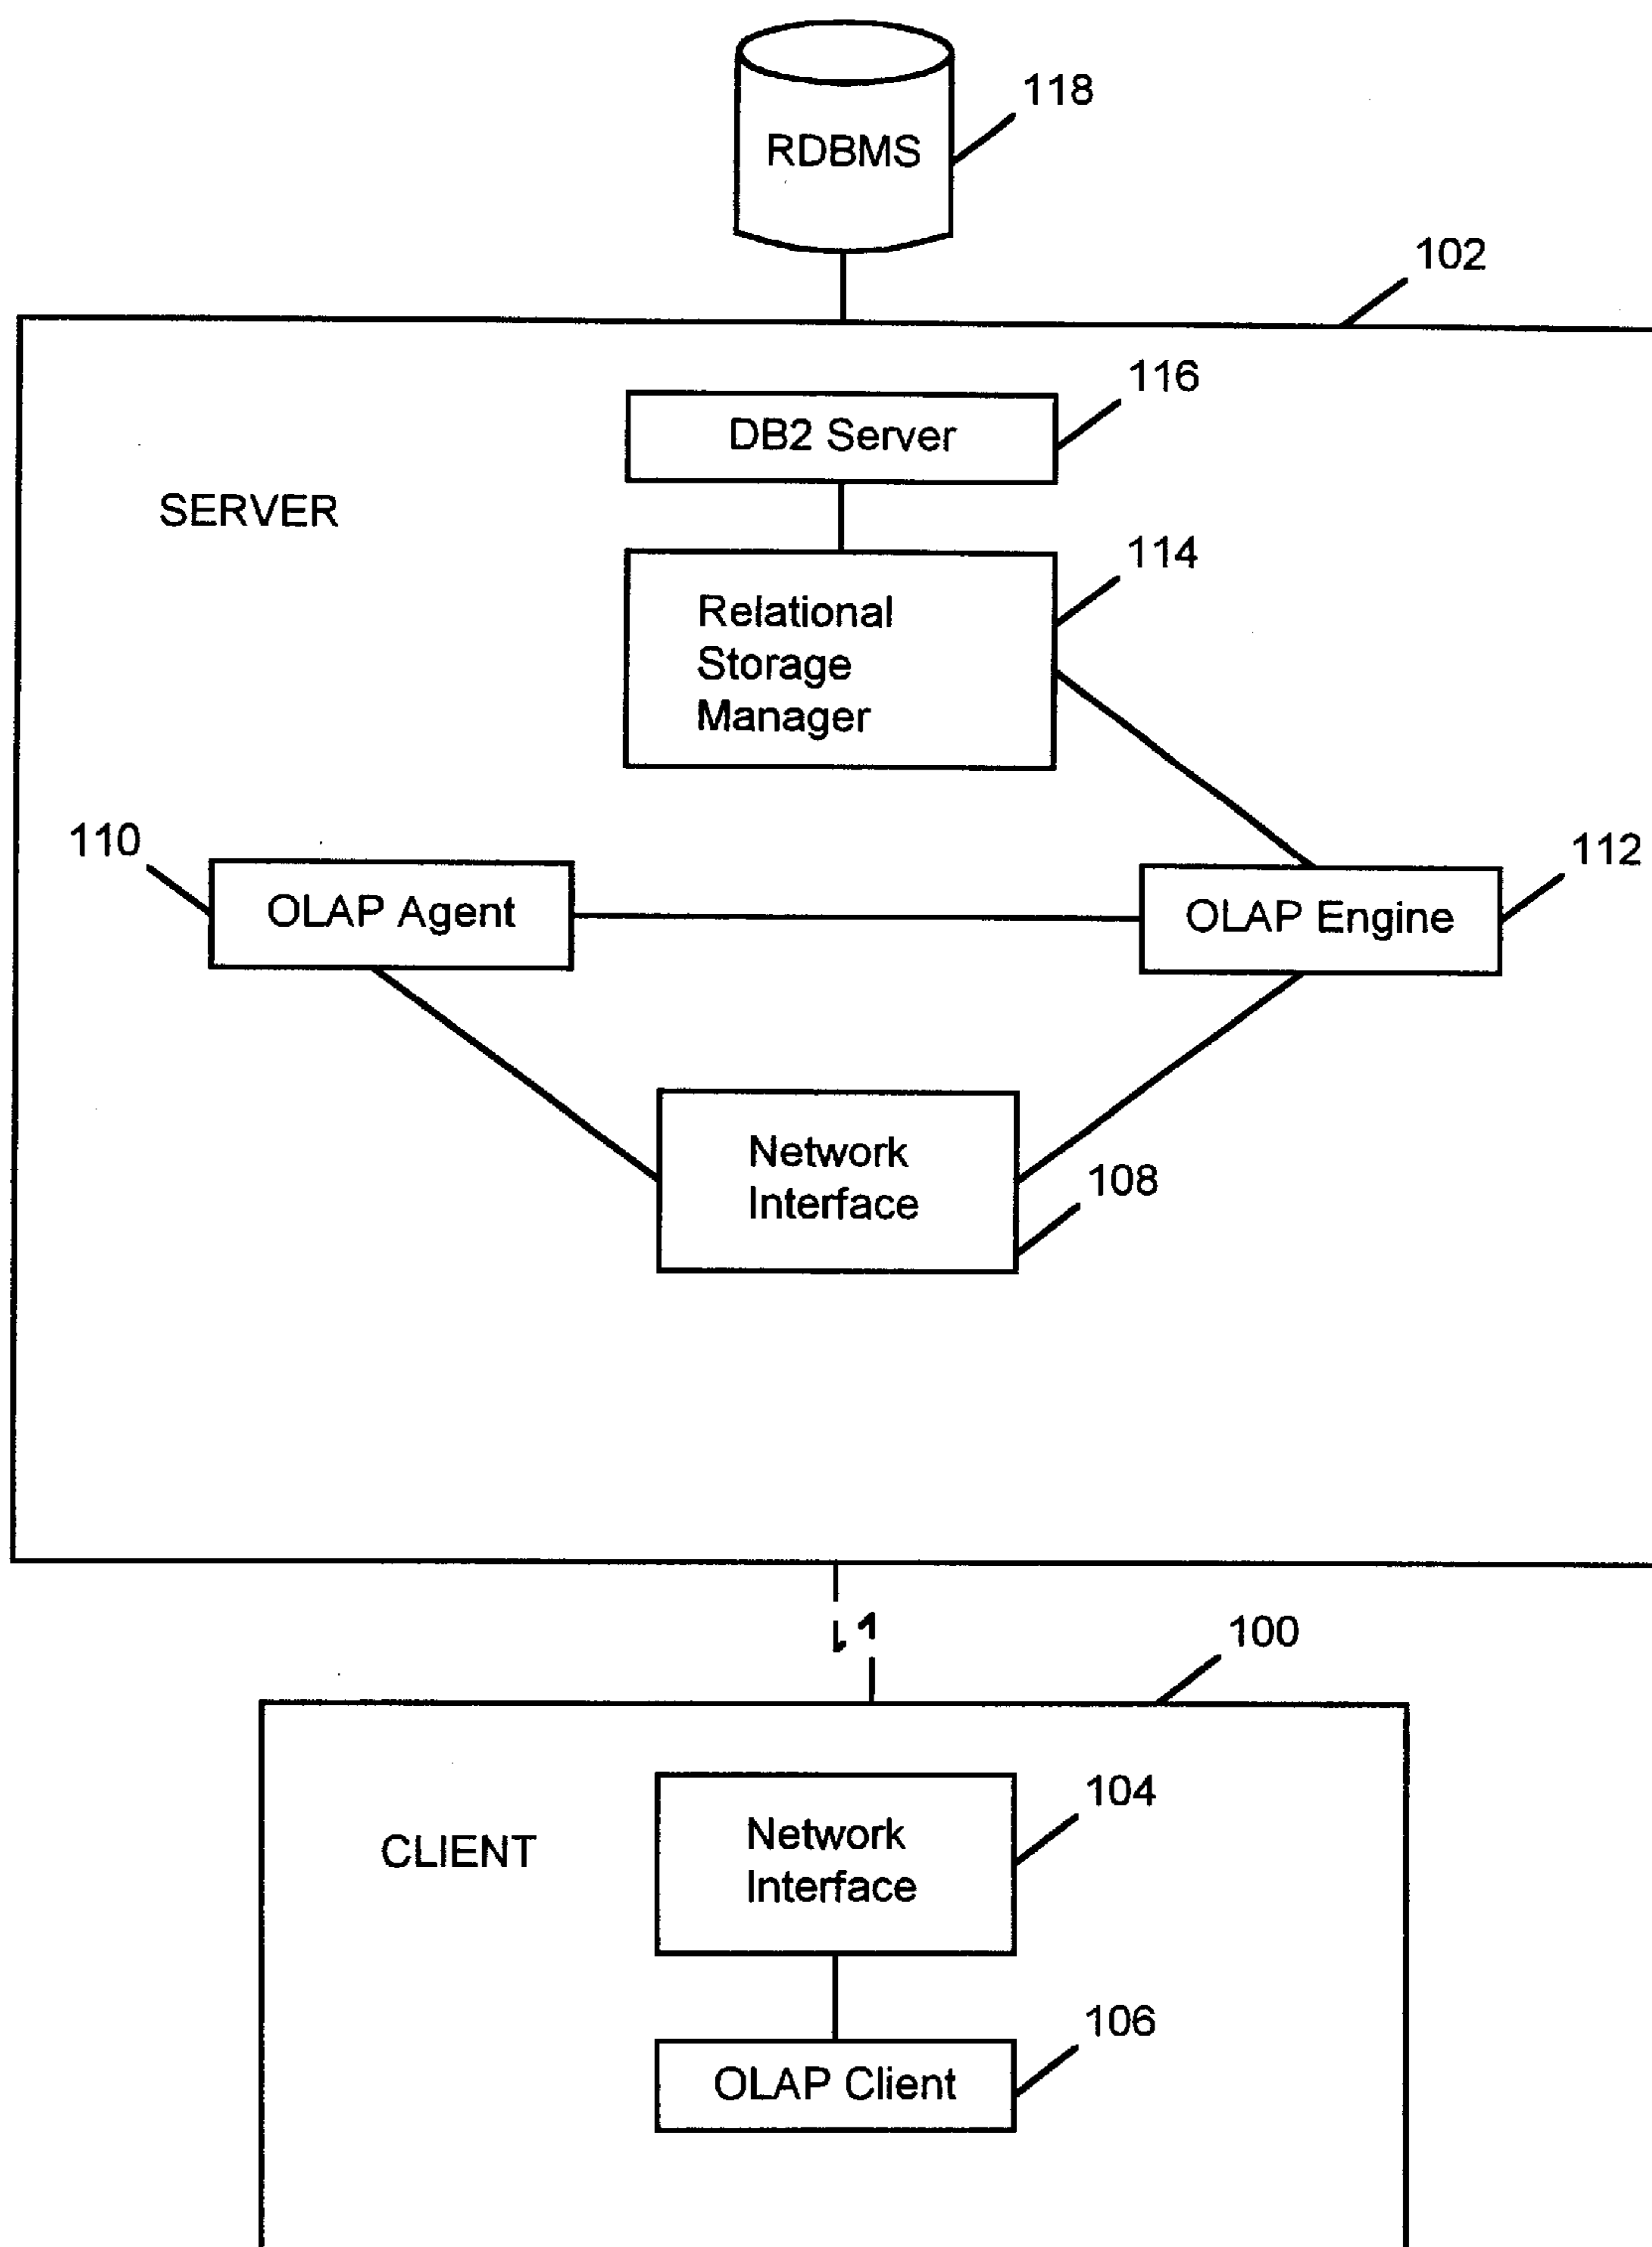 118
RDBMS
102
116
DB2 Server
SERVER
114
Relational
Storage
Manager
110
112
OLAP Agent
OLAP Engine
Network
Interface
108
100
104
Network
Interface
CLIENT
106
OLAP Client